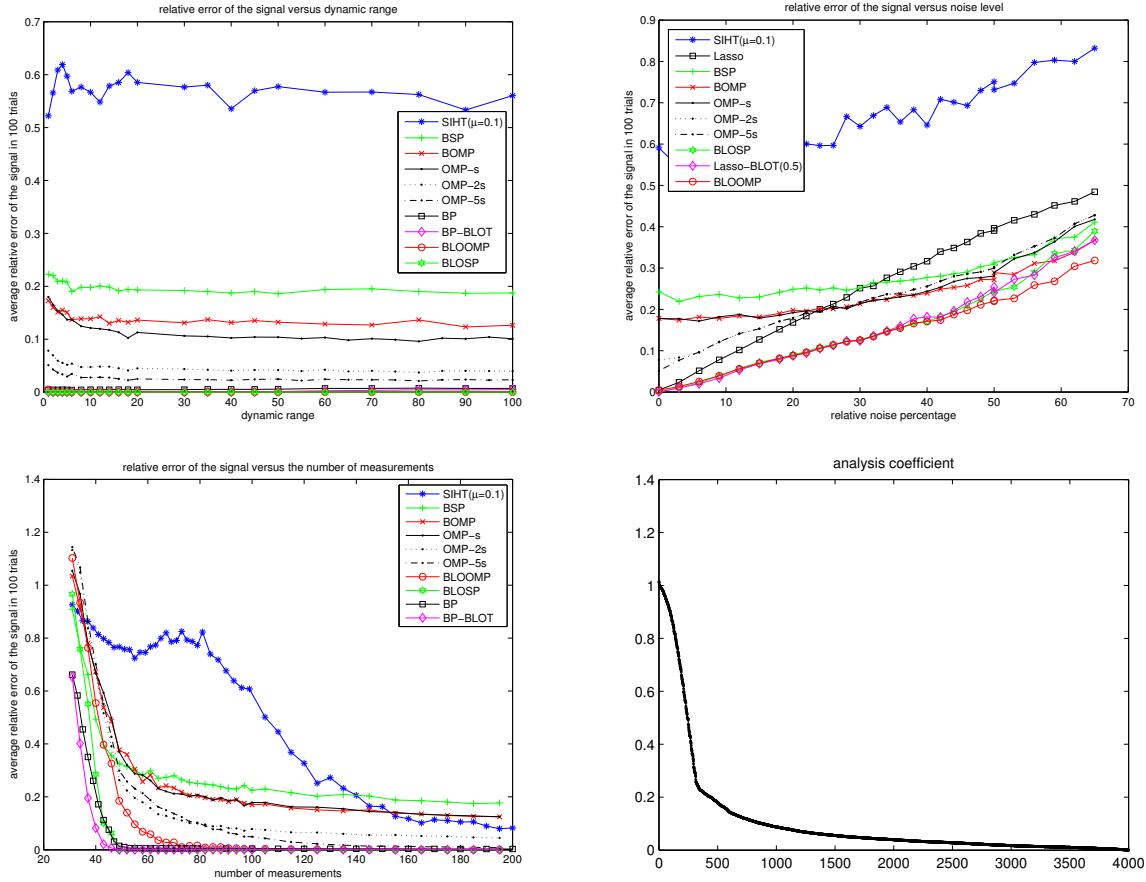 relative error of the signal versus dynamic range
average relative error of the signal in 100 trials
0.7
0.6
0.5
0.4
0.3
0.2
0.1
0
SIHT(μ=0.1)
BSP
BOMP
OMP-s
OMP-2s
OMP-5s
BP
BP-BLOT
BLOOMP
BLOSP
0 10 20 30 40 50 60 70 80 90 100
dynamic range
relative error of the signal versus noise level
average relative error of the signal in 100 trials
0.9
0.8
0.7
0.6
0.5
0.4
0.3
0.2
0.1
0
SIHT(μ=0.1)
Lasso
BSP
BOMP
OMP-s
OMP-2s
OMP-5s
BLOSP
Lasso-BLOT(0.5)
BLOOMP
0 10 20 30 40 50 60 70
relative noise percentage
relative error of the signal versus the number of measurements
average relative error of the signal in 100 trials
1.4
1.2
1
0.8
0.6
0.4
0.2
0
SIHT(μ=0.1)
BSP
BOMP
OMP-s
OMP-2s
OMP-5s
BLOOMP
BLOSP
BP
BP-BLOT
20 40 60 80 100 120 140 160 180 200
number of measurements
analysis coefficient
1.4
1.2
1
0.8
0.6
0.4
0.2
0
0 500 1000 1500 2000 2500 3000 3500 4000